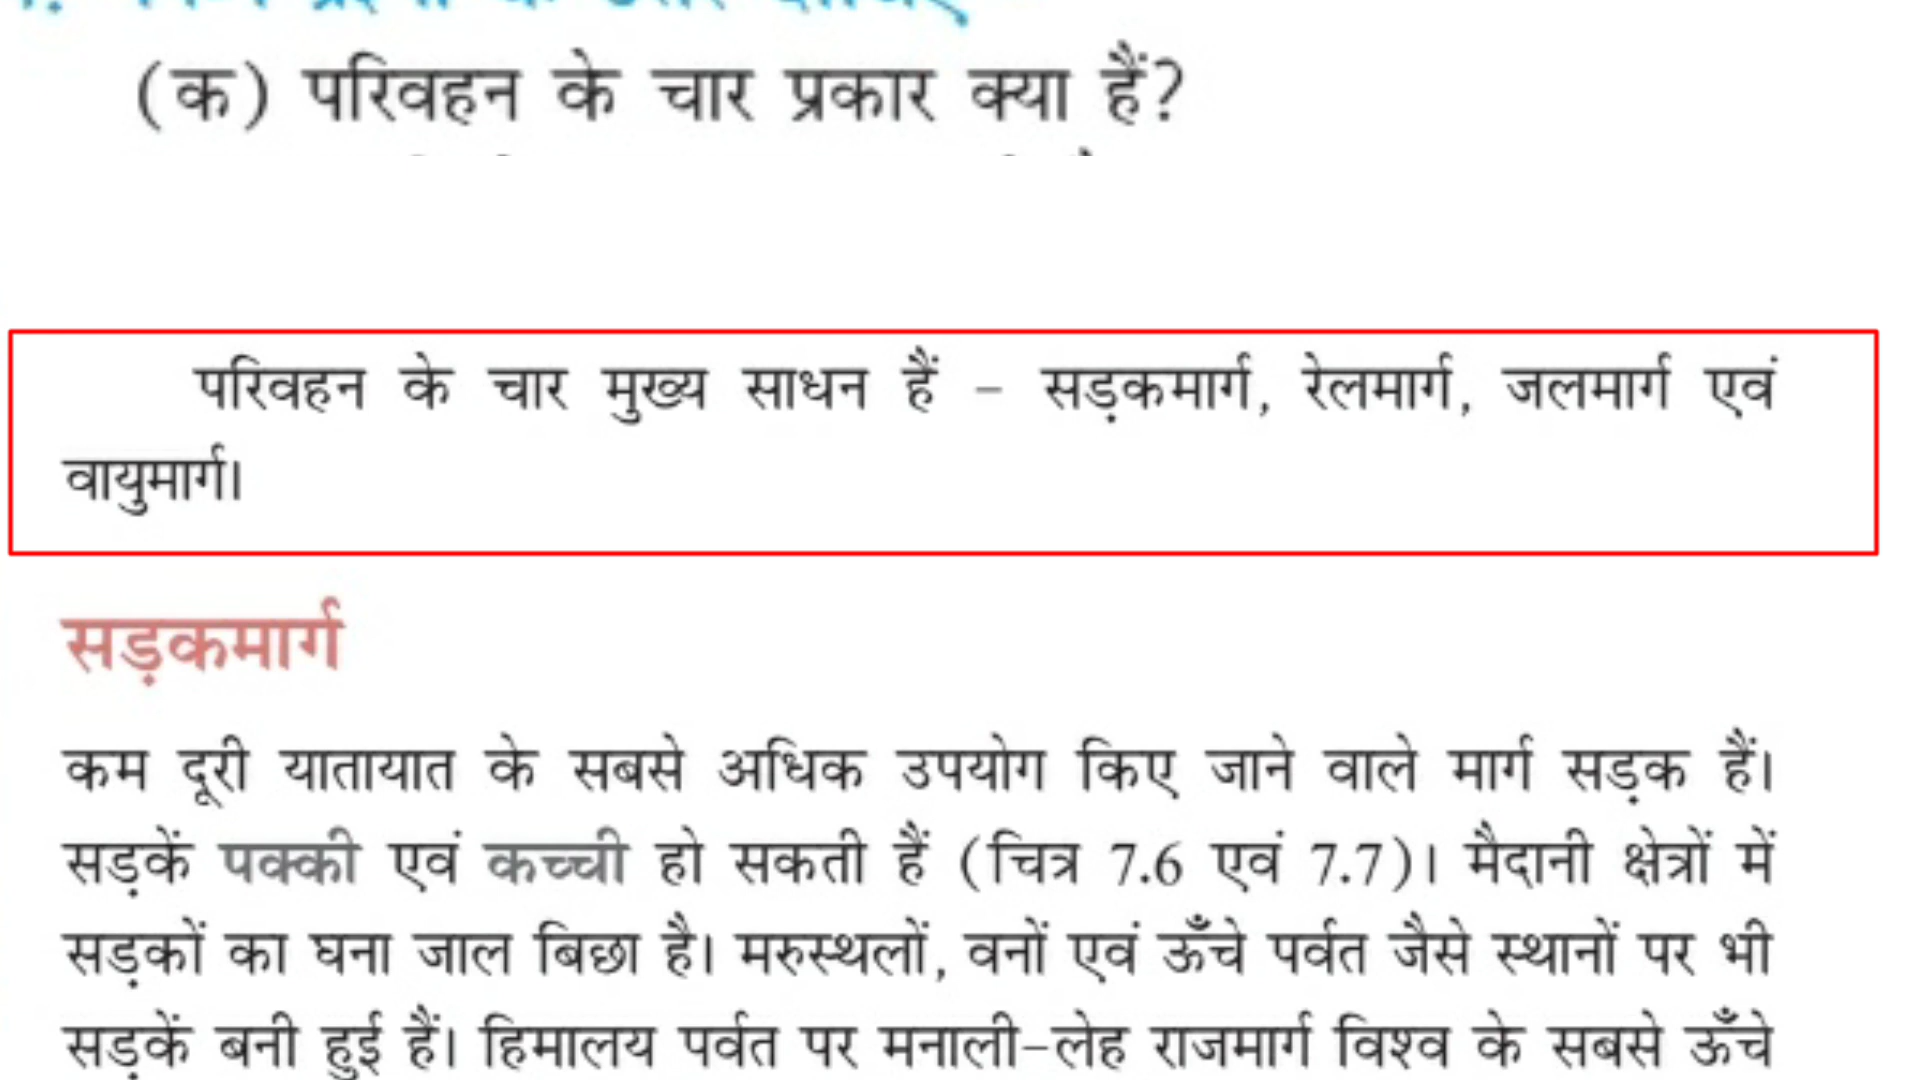 (क) परिवहन के चार प्रकार क्या हैं?
परिवहन के चार मुख्य साधन हैं – सड़कमार्ग, रेलमार्ग, जलमार्ग एवं
वायुमार्ग।
सड़कमार्ग
कम दूरी यातायात के सबसे अधिक उपयोग किए जाने वाले मार्ग सड़क हैं।
सड़कें पक्की एवं कच्ची हो सकती हैं (चित्र 7.6 एवं 7.7)। मैदानी क्षेत्रों में
सड़कों का घना जाल बिछा है। मरुस्थलों, वनों एवं ऊँचे पर्वत जैसे स्थानों पर भी
सड़कें बनी हुई हैं। हिमालय पर्वत पर मनाली–लेह राजमार्ग विश्व के सबसे ऊँचे